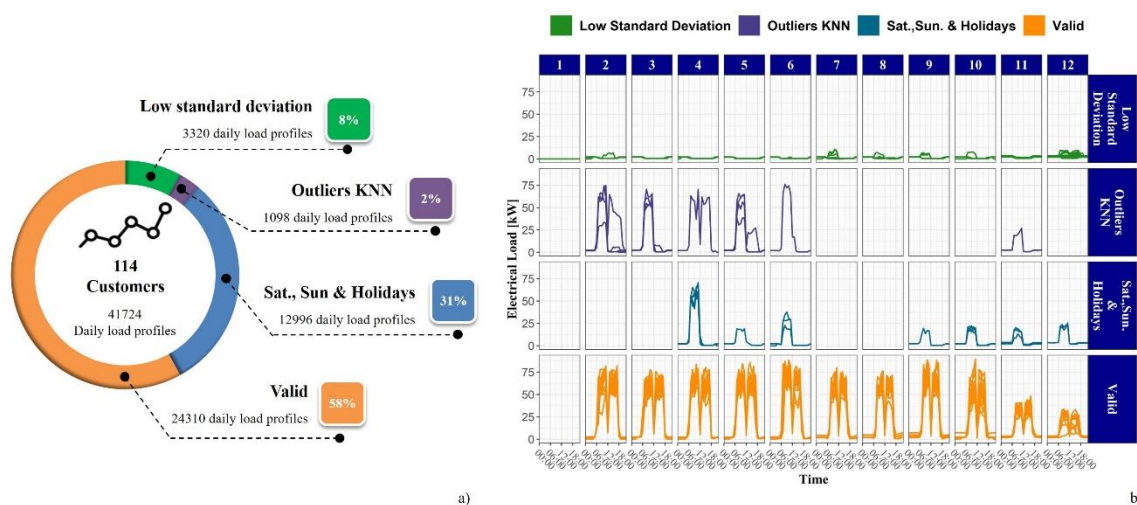 Low standard deviation
3320 daily load profiles
8%
Outliers KNN
1098 daily load profiles
2%
114
Customers
41724
Daily load profiles
Sat., Sun & Holidays
12996 daily load profiles
31%
Valid
24310 daily load profiles
58%
a)
Low Standard Deviation
Outliers KNN
Sat.,Sun. & Holidays
Valid
1 2 3 4 5 6 7 8 9 10 11 12
Electrical Load [kW]
75
50
25
0
Low
Standard
Deviation
75
50
25
0
Outliers
KNN
75
50
25
0
Sat.,Sun.
&
Holidays
75
50
25
0
Valid
Time
b